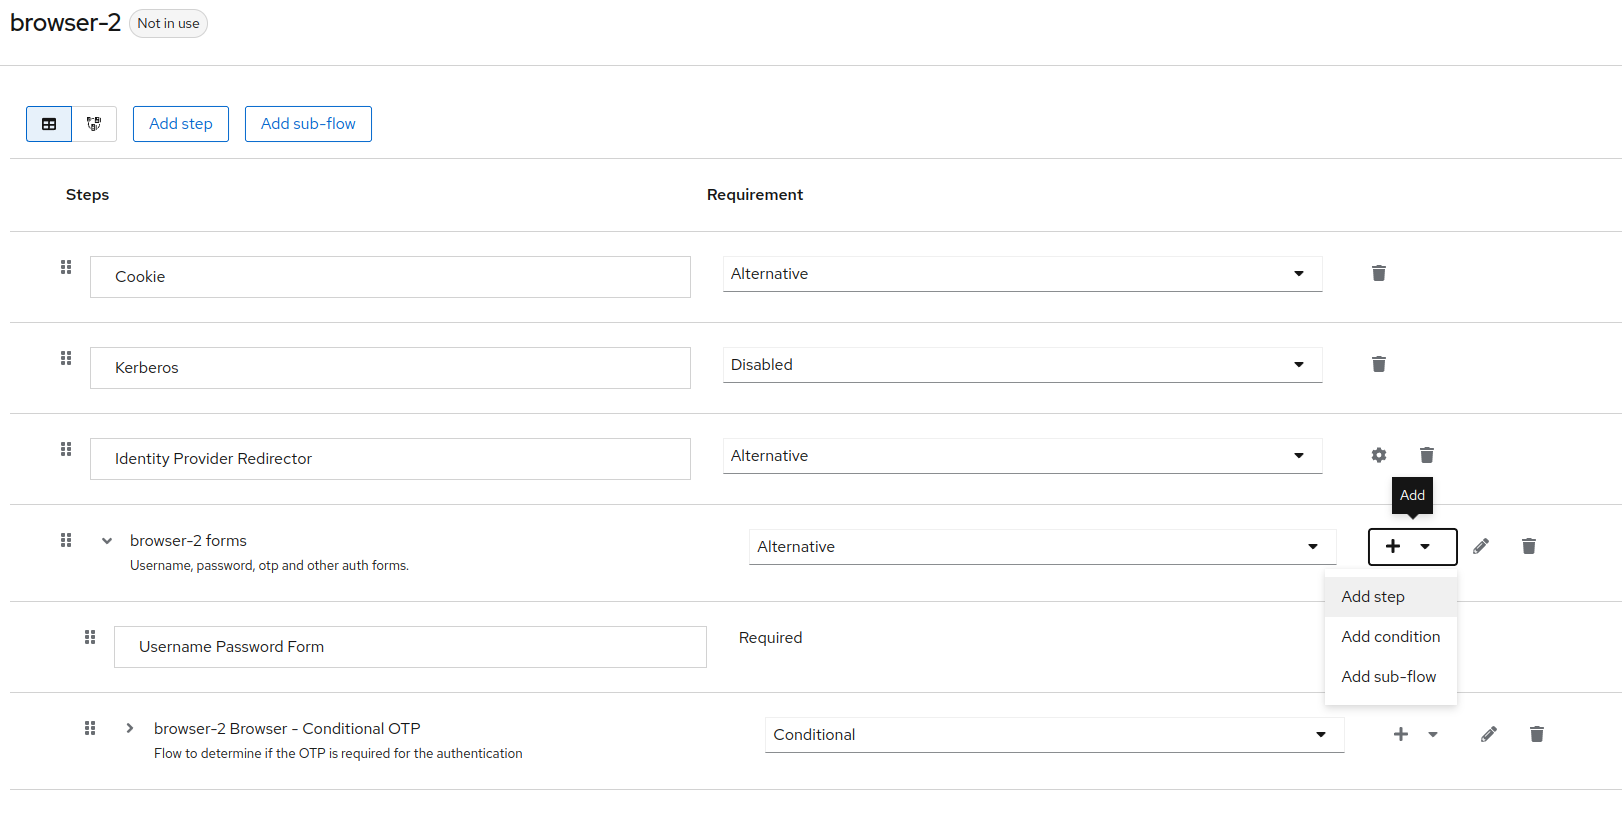 browser-2 Not in use
Add step Add sub-flow
Steps Requirement
Cookie Alternative
Kerberos Disabled
Identity Provider Redirector Alternative
Add
browser-2 forms Alternative
Username, password, otp and other auth forms.
Add step
Add condition
Username Password Form Required
Add sub-flow
browser-2 Browser - Conditional OTP Conditional
Flow to determine if the OTP is required for the authentication